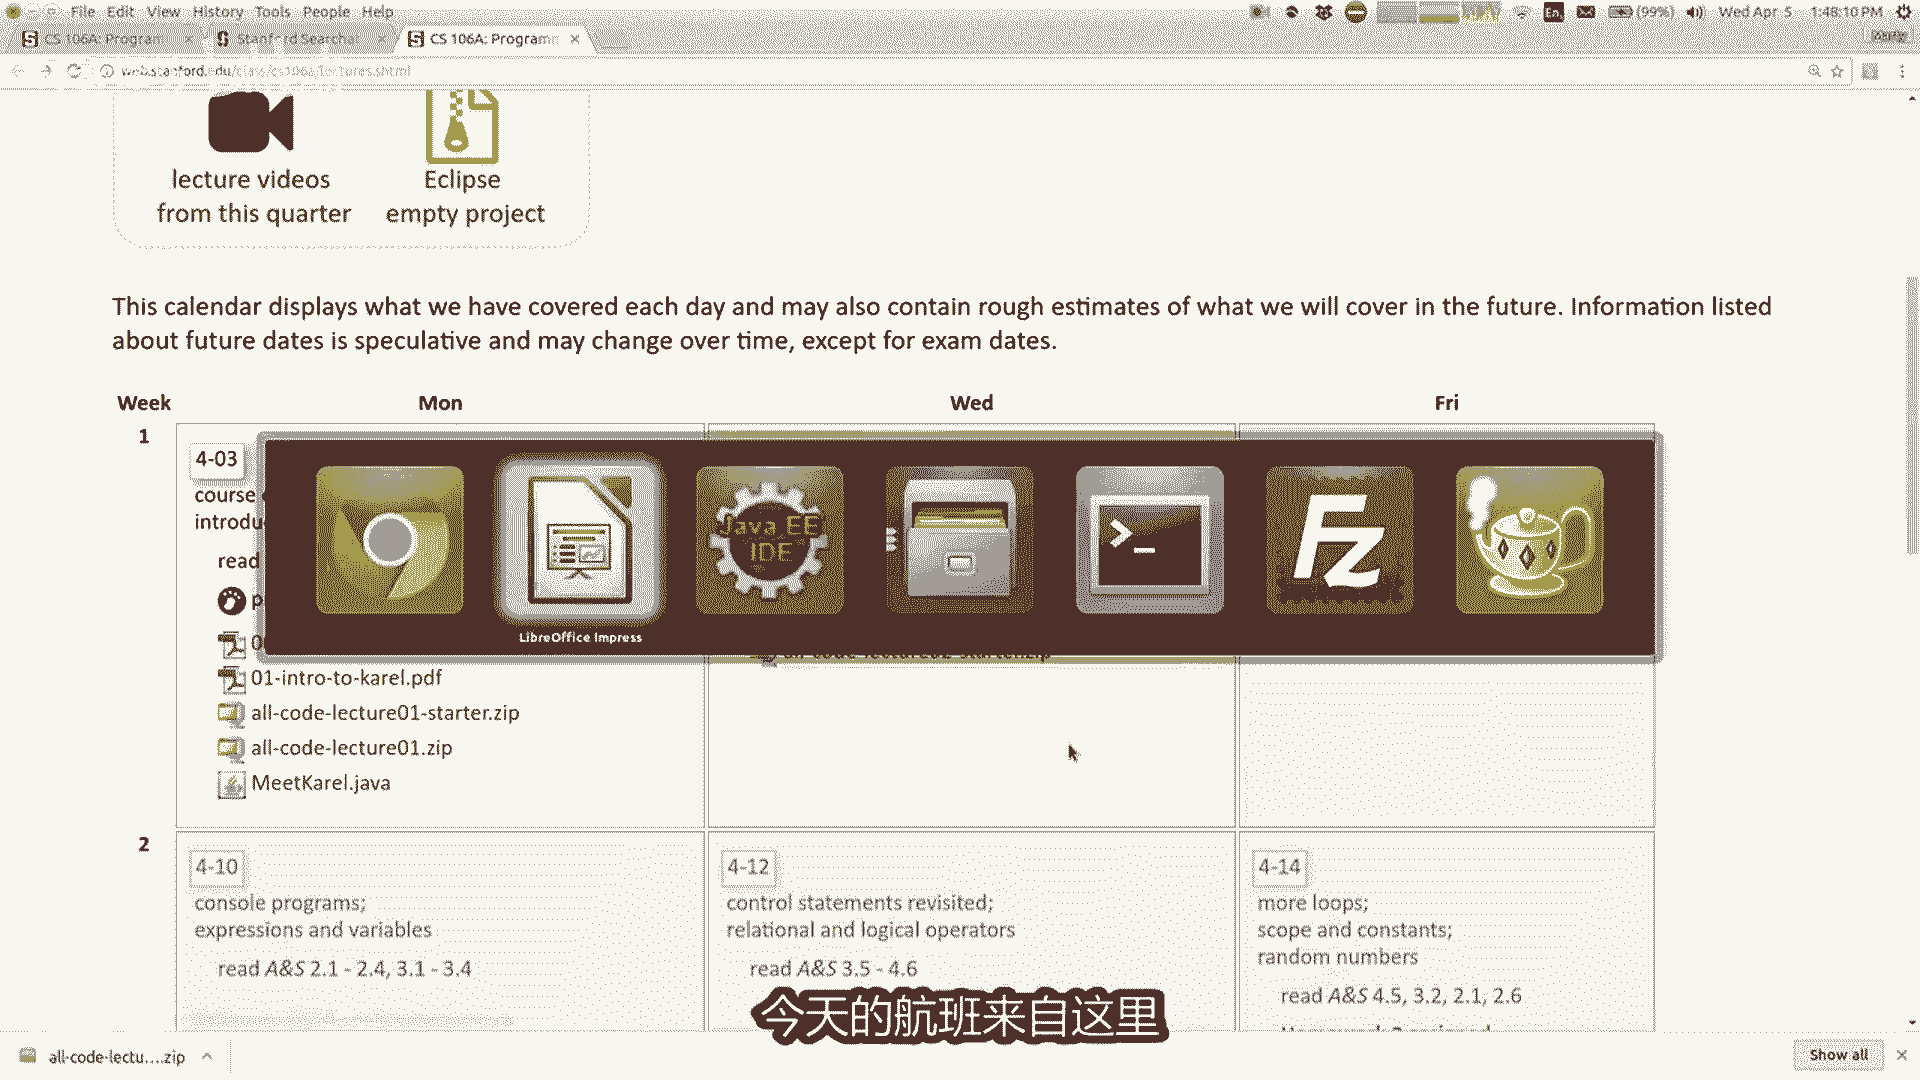 File Edit View History Tools People Help
En
(99%)
Wed Apr 5
1:48:10 PM
CS 106A: Program
Stanford Searchal
CS 106A: Programm
Marty
web.stanford.edu/class/cs106a/lectures.shtml
lecture videos
from this quarter
Eclipse
empty project
This calendar displays what we have covered each day and may also contain rough estimates of what we will cover in the future. Information listed
about future dates is speculative and may change over time, except for exam dates.
Week Mon Wed Fri
1
4-03
course
introdu
read
Java EE
IDE
>_
Fz
LibreOffice Impress
01-intro-to-karel.pdf
all-code-lecture01-starter.zip
all-code-lecture01.zip
MeetKarel.java
2
4-10
console programs;
expressions and variables
read A&S 2.1 - 2.4, 3.1 - 3.4
4-12
control statements revisited;
relational and logical operators
read A&S 3.5 - 4.6
4-14
more loops;
scope and constants;
random numbers
read A&S 4.5, 3.2, 2.1, 2.6
今天的航班来自这里
all-code-lectu....zip
Show all